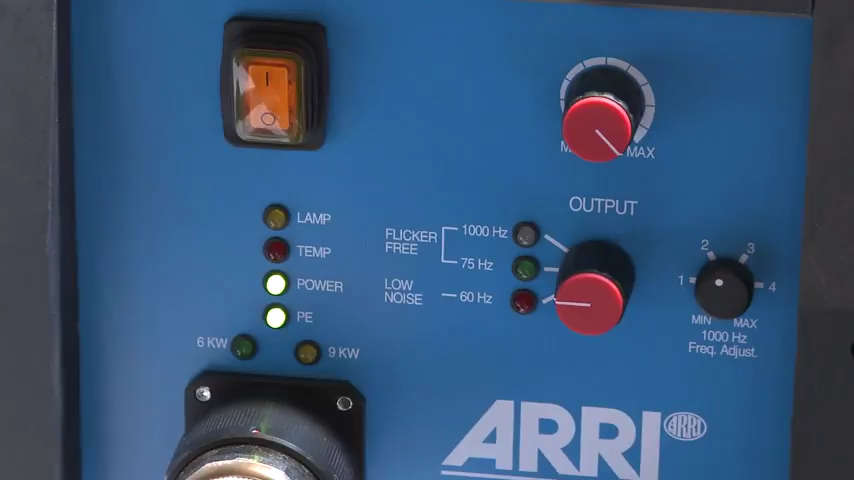 I
O
MAX
OUTPUT
LAMP
TEMP
POWER
PE
6 KW
9 KW
FLICKER
FREE
1000 Hz
75 Hz
LOW
NOISE
60 Hz
1 2 3 4
MIN MAX
1000 Hz
Freq. Adjust.
ARRI
ARRI